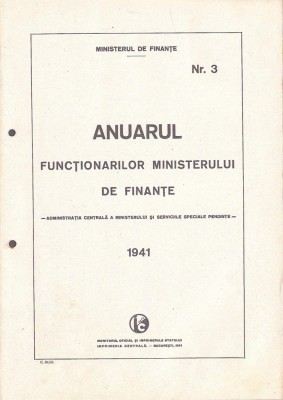 MINISTERUL DE FINANȚE
Nr. 3
ANUARUL
FUNCȚIONARILOR MINISTERULUI
DE FINANȚE
— ADMINISTRAȚIA CENTRALĂ A MINISTERULUI ȘI SERVICIILE SPECIALE PENDINTE —
1941
MONITORUL OFICIAL ȘI IMPRIMERIILE STATULUI
IMPRIMERIA CENTRALĂ. — BUCUREȘTI, 1941